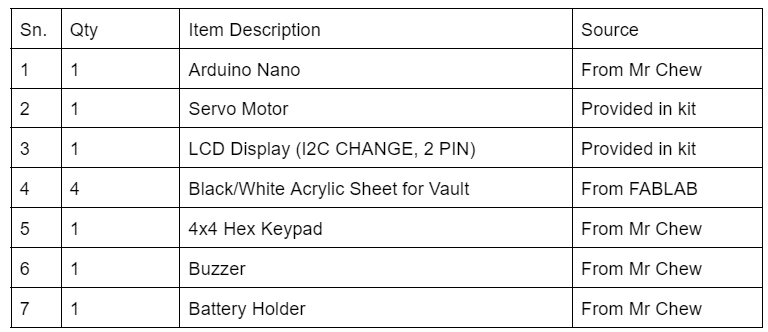 Sn. Qty Item Description Source
1 1 Arduino Nano From Mr Chew
2 1 Servo Motor Provided in kit
3 1 LCD Display (I2C CHANGE, 2 PIN) Provided in kit
4 4 Black/White Acrylic Sheet for Vault From FABLAB
5 1 4x4 Hex Keypad From Mr Chew
6 1 Buzzer From Mr Chew
7 1 Battery Holder From Mr Chew